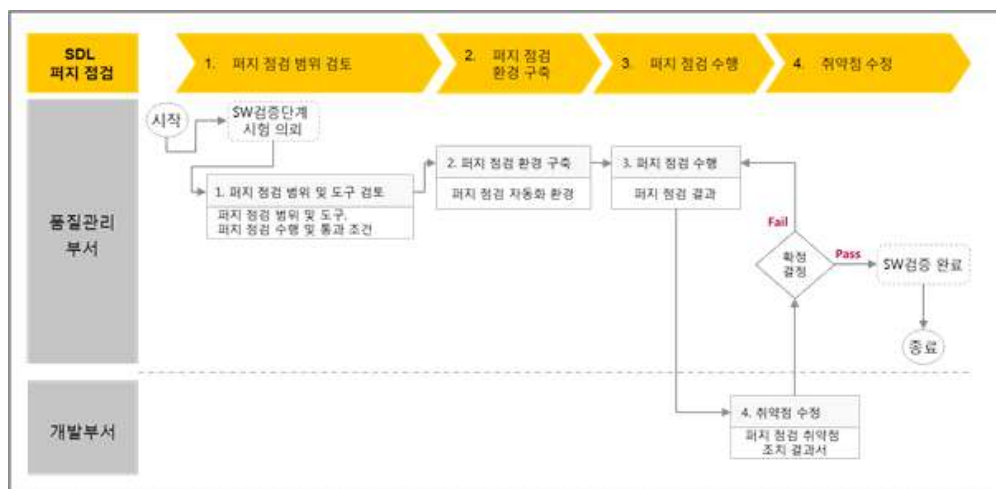 SDL
퍼지 점검
1. 퍼지 점검 범위 검토
2. 퍼지 점검
환경 구축
3. 퍼지 점검 수행
4. 취약점 수정
품질관리
부서
시작
SW검증단계
시험 의뢰
1. 퍼지 점검 범위 및 도구 검토
퍼지 점검 범위 및 도구,
퍼지 점검 수행 및 통과 조건
2. 퍼지 점검 환경 구축
퍼지 점검 자동화 환경
3. 퍼지 점검 수행
퍼지 점검 결과
Fail
확정
결정
Pass
SW검증 완료
종료
개발부서
4. 취약점 수정
퍼지 점검 취약점
조치 결과서